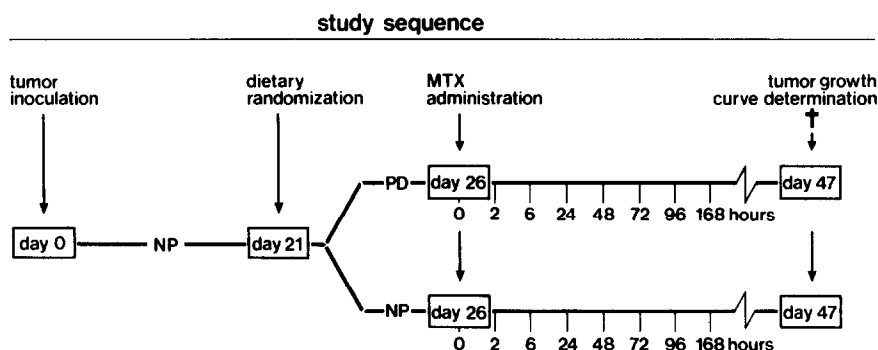 study sequence
tumor
inoculation
dietary
randomization
MTX
administration
tumor growth
curve determination
PD
day 26
day 47
0 2 6 24 48 72 96 168 hours
day 0
NP
day 21
NP
day 26
day 47
0 2 6 24 48 72 96 168 hours